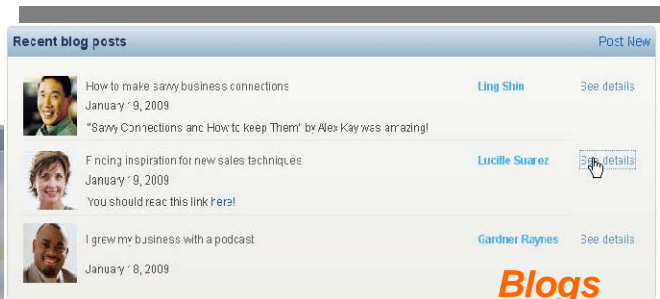 Recent blog posts Post New
How to make savvy business connections Ling Shin See details
January 19, 2009
"Savvy Connections and How to keep Them" by Alex Kay was amazing!
Finding inspiration for new sales techniques Lucille Suarez See details
January 19, 2009
You should read this link here!
I grew my business with a podcast Gardner Raynes See details
January 18, 2009
Blogs